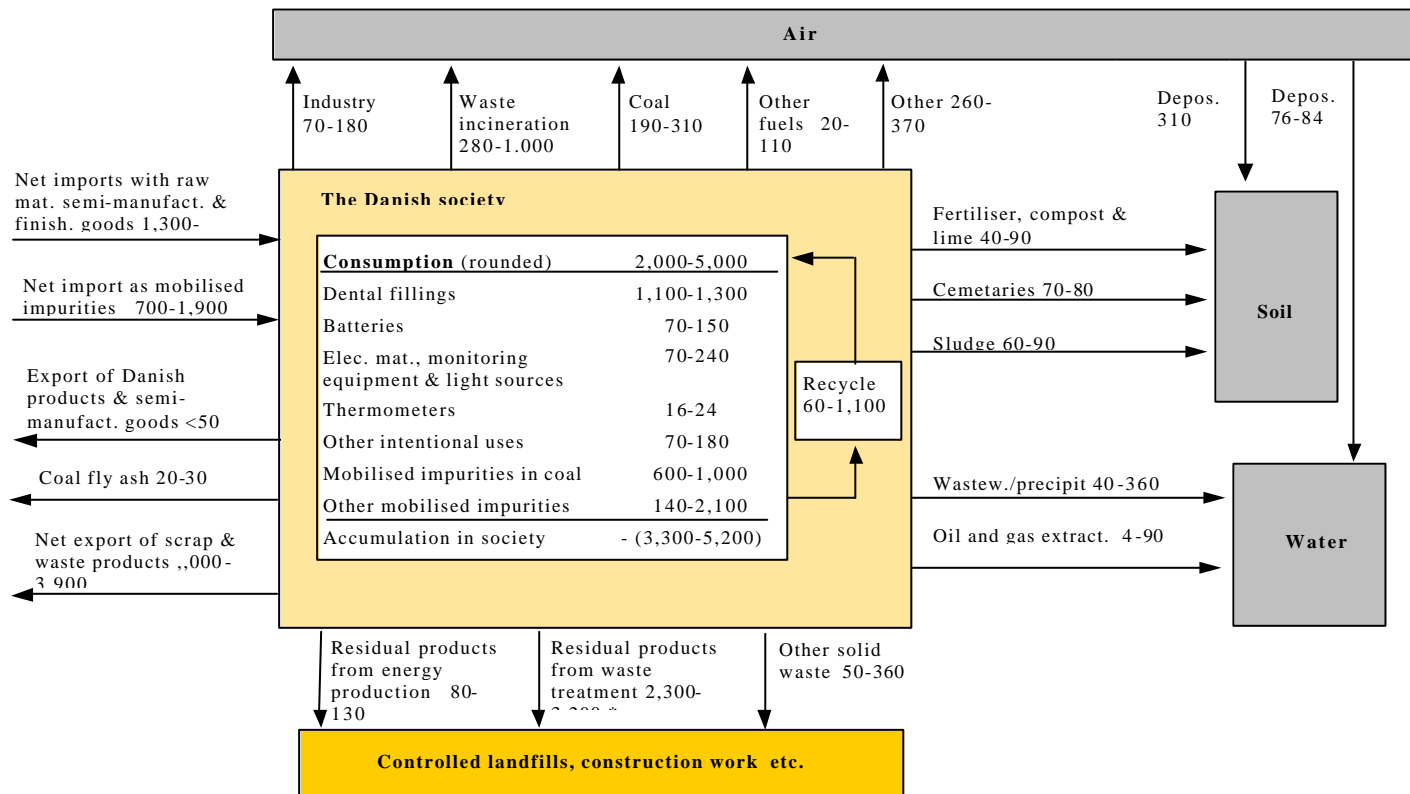 Air
Industry
70-180
Waste
incineration
280-1.000
Coal
190-310
Other
fuels 20-
110
Other 260-
370
Depos.
310
Depos.
76-84
Net imports with raw
mat. semi-manufact. &
finish. goods 1,300-
Net import as mobilised
impurities 700-1,900
Export of Danish
products & semi-
manufact. goods <50
Coal fly ash 20-30
Net export of scrap &
waste products ,,000-
3,900
The Danish society
Consumption (rounded) 2,000-5,000
Dental fillings 1,100-1,300
Batteries 70-150
Elec. mat., monitoring 70-240
equipment & light sources
Thermometers 16-24
Other intentional uses 70-180
Mobilised impurities in coal 600-1,000
Other mobilised impurities 140-2,100
Accumulation in society - (3,300-5,200)
Recycle
60-1,100
Fertiliser, compost &
lime 40-90
Cemetaries 70-80
Sludge 60-90
Soil
Wastew./precipit 40-360
Oil and gas extract. 4-90
Water
Residual products
from energy
production 80-
130
Residual products
from waste
treatment 2,300-
Other solid
waste 50-360
Controlled landfills, construction work etc.